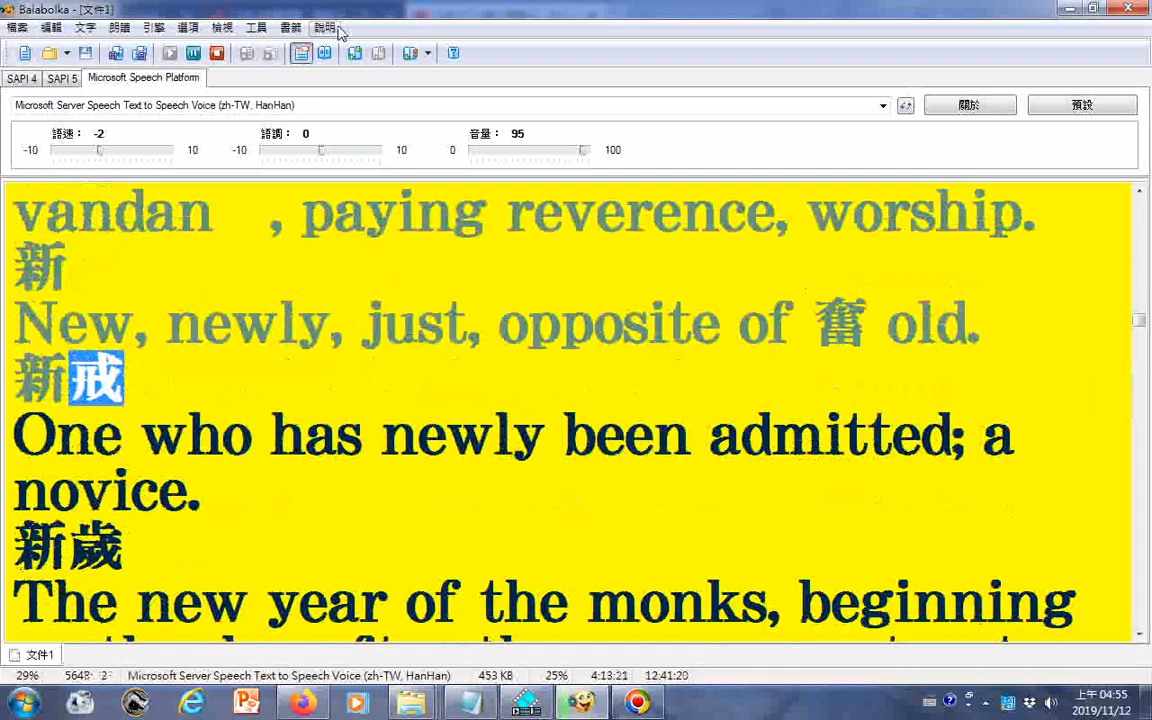 Balabolka - [文件1]
檔案 編輯 文字 朗讀 引擎 選項 檢視 工具 書籤 說明
SAPI 4 SAPI 5 Microsoft Speech Platform
Microsoft Server Speech Text to Speech Voice (zh-TW, HanHan) 關於 預設
語速： -2 語調： 0 音量： 95
-10 10 -10 10 0 100
vandan , paying reverence, worship.
新
New, newly, just, opposite of 奮 old.
新戒
One who has newly been admitted; a
novice.
新歲
The new year of the monks, beginning
文件1
29% Microsoft Server Speech Text to Speech Voice (zh-TW, HanHan) 453 KB 25% 4:13:21 12:41:20
上午 04:55
2019/11/12